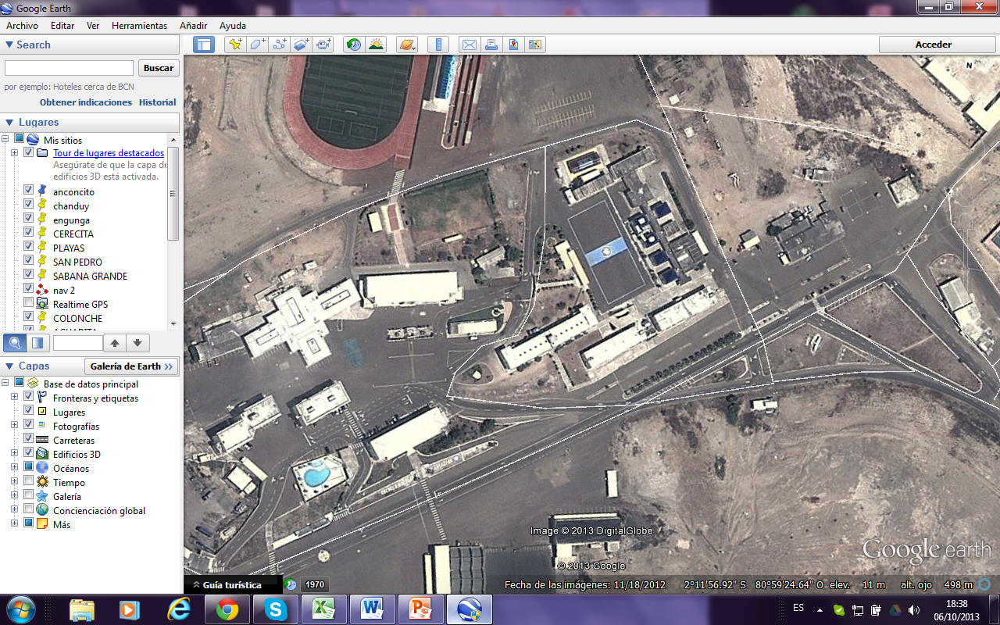 Google Earth
Archivo Editar Ver Herramientas Añadir Ayuda
Search
Buscar
por ejemplo: Hoteles cerca de BCN
Obtener indicaciones Historial
Acceder
N
Lugares
Mis sitios
Tour de lugares destacados
Asegúrate de que la capa de
edificios 3D está activada.
anconcito
chanduy
engunga
CERECITA
PLAYAS
SAN PEDRO
SABANA GRANDE
nav 2
Realtime GPS
COLONCHE
Capas Galería de Earth »
Base de datos principal
Fronteras y etiquetas
Lugares
Fotografías
Carreteras
Edificios 3D
Océanos
Tiempo
Galería
Concienciación global
Más
Image © 2013 DigitalGlobe
© 2013 Google
Google earth
Guía turística 1970
Fecha de las imágenes: 11/18/2012 2°11'56.92" S 80°59'24.64" O elev. 11 m alt. ojo 498 m
ES
18:38
06/10/2013